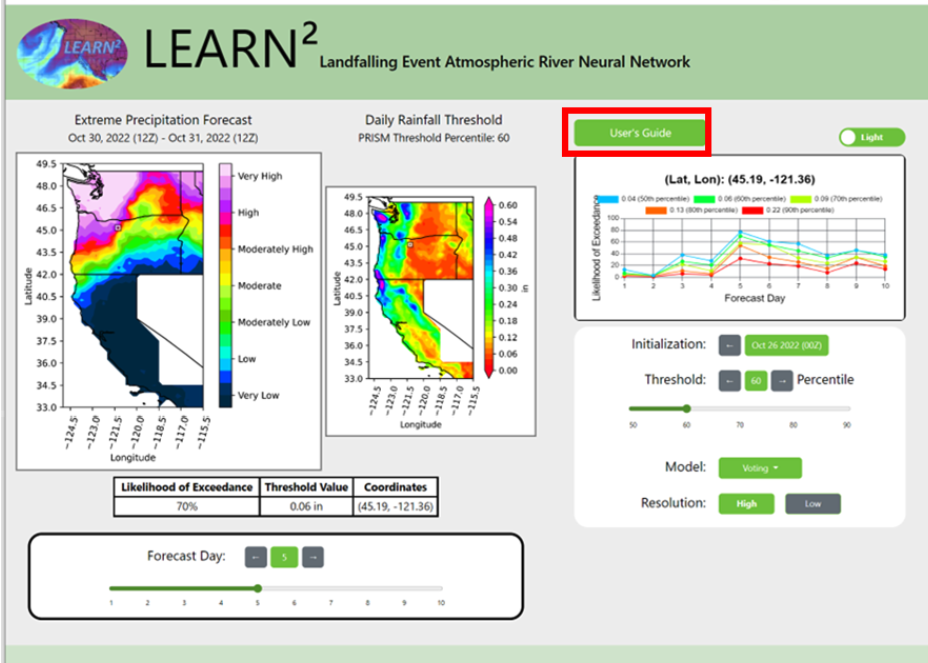 LEARN²
LEARN²
Landfalling Event Atmospheric River Neural Network
Extreme Precipitation Forecast
Oct 30, 2022 (12Z) - Oct 31, 2022 (12Z)
49.5
48.0
46.5
45.0
43.5
42.0
40.5
39.0
37.5
36.0
34.5
33.0
Latitude
−124.5
−123.0
−121.5
−120.0
−118.5
−117.0
−115.5
Longitude
Very High
High
Moderately High
Moderate
Moderately Low
Low
Very Low
Daily Rainfall Threshold
PRISM Threshold Percentile: 60
49.5
48.0
46.5
45.0
43.5
42.0
40.5
39.0
37.5
36.0
34.5
33.0
Latitude
−124.5
−123.0
−121.5
−120.0
−118.5
−117.0
−115.5
Longitude
0.60
0.54
0.48
0.42
0.36
0.30
0.24
0.18
0.12
0.06
0.00
in
User's Guide
Light
(Lat, Lon): (45.19, -121.36)
0.04 (50th percentile) 0.06 (60th percentile) 0.09 (70th percentile)
0.13 (80th percentile) 0.22 (90th percentile)
Likelihood of Exceedance
100
80
60
40
20
0
1 2 3 4 5 6 7 8 9 10
Forecast Day
Initialization: ← Oct 26 2022 (00Z)
Threshold: ← 60 → Percentile
50 60 70 80 90
Model: Voting
Resolution: High Low
Likelihood of Exceedance Threshold Value Coordinates
70% 0.06 in (45.19, -121.36)
Forecast Day: ← 5 →
1 2 3 4 5 6 7 8 9 10